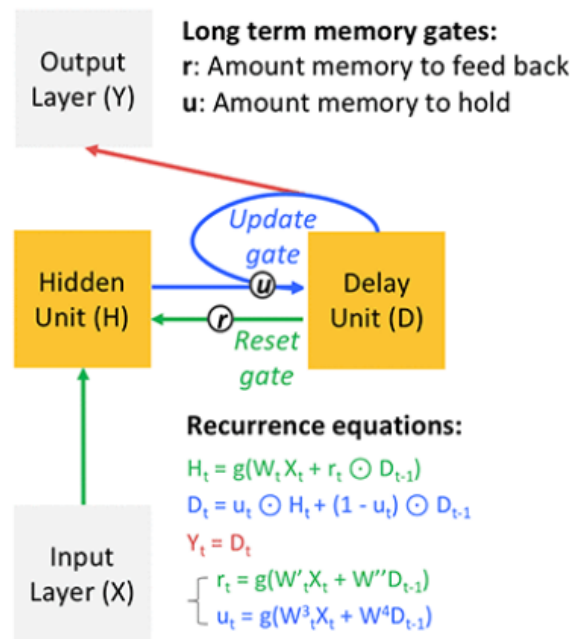 Output
Layer (Y)
Long term memory gates:
r: Amount memory to feed back
u: Amount memory to hold
Update
gate
u
Hidden
Unit (H)
Delay
Unit (D)
r
Reset
gate
Recurrence equations:
Hₜ = g(WₜXₜ + rₜ ⊙ Dₜ₋₁)
Dₜ = uₜ ⊙ Hₜ + (1 - uₜ) ⊙ Dₜ₋₁
Yₜ = Dₜ
rₜ = g(W'ₜXₜ + W''Dₜ₋₁)
uₜ = g(W³ₜXₜ + W⁴Dₜ₋₁)
Input
Layer (X)